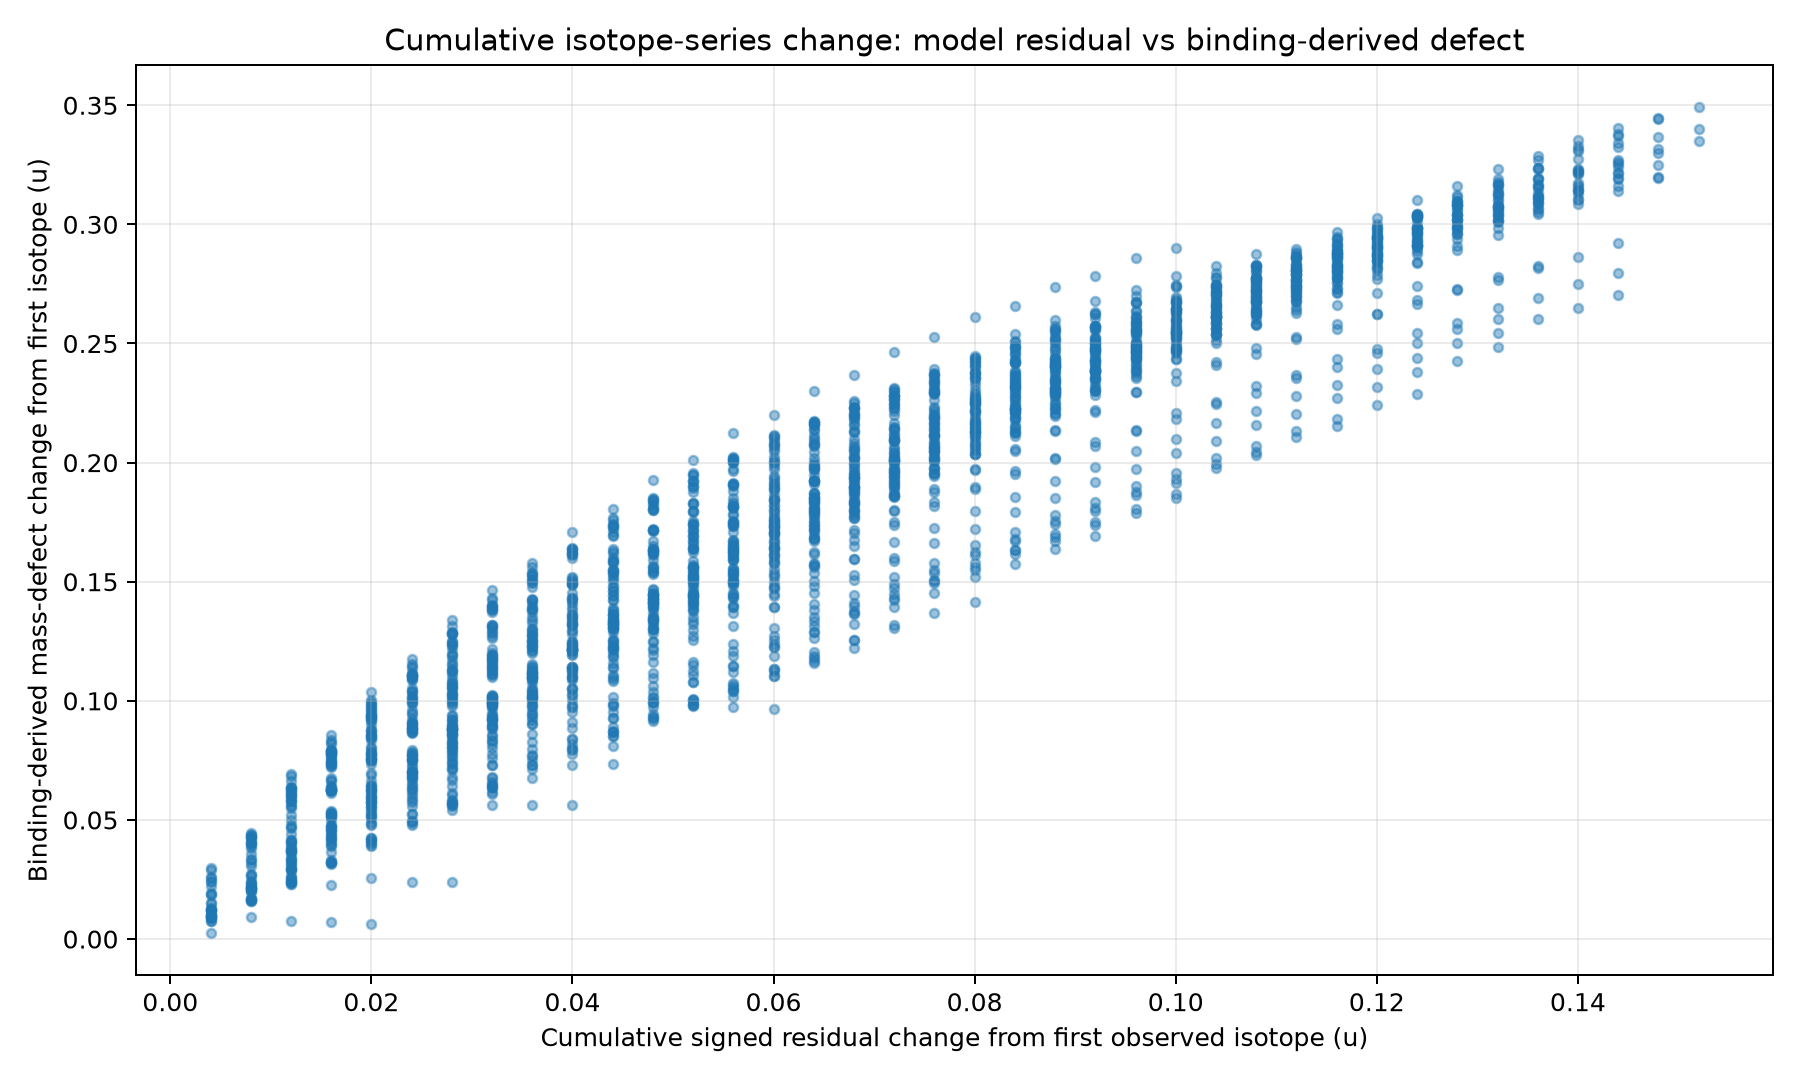 Cumulative isotope-series change: model residual vs binding-derived defect
Binding-derived mass-defect change from first isotope (u)
0.35
0.30
0.25
0.20
0.15
0.10
0.05
0.00
0.00 0.02 0.04 0.06 0.08 0.10 0.12 0.14
Cumulative signed residual change from first observed isotope (u)